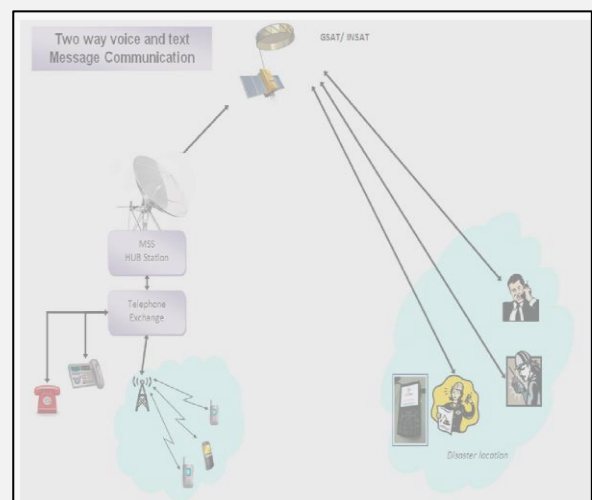 Two way voice and text
Message Communication
GSAT/ INSAT
MSS
HUB Station
Telephone
Exchange
Disaster location